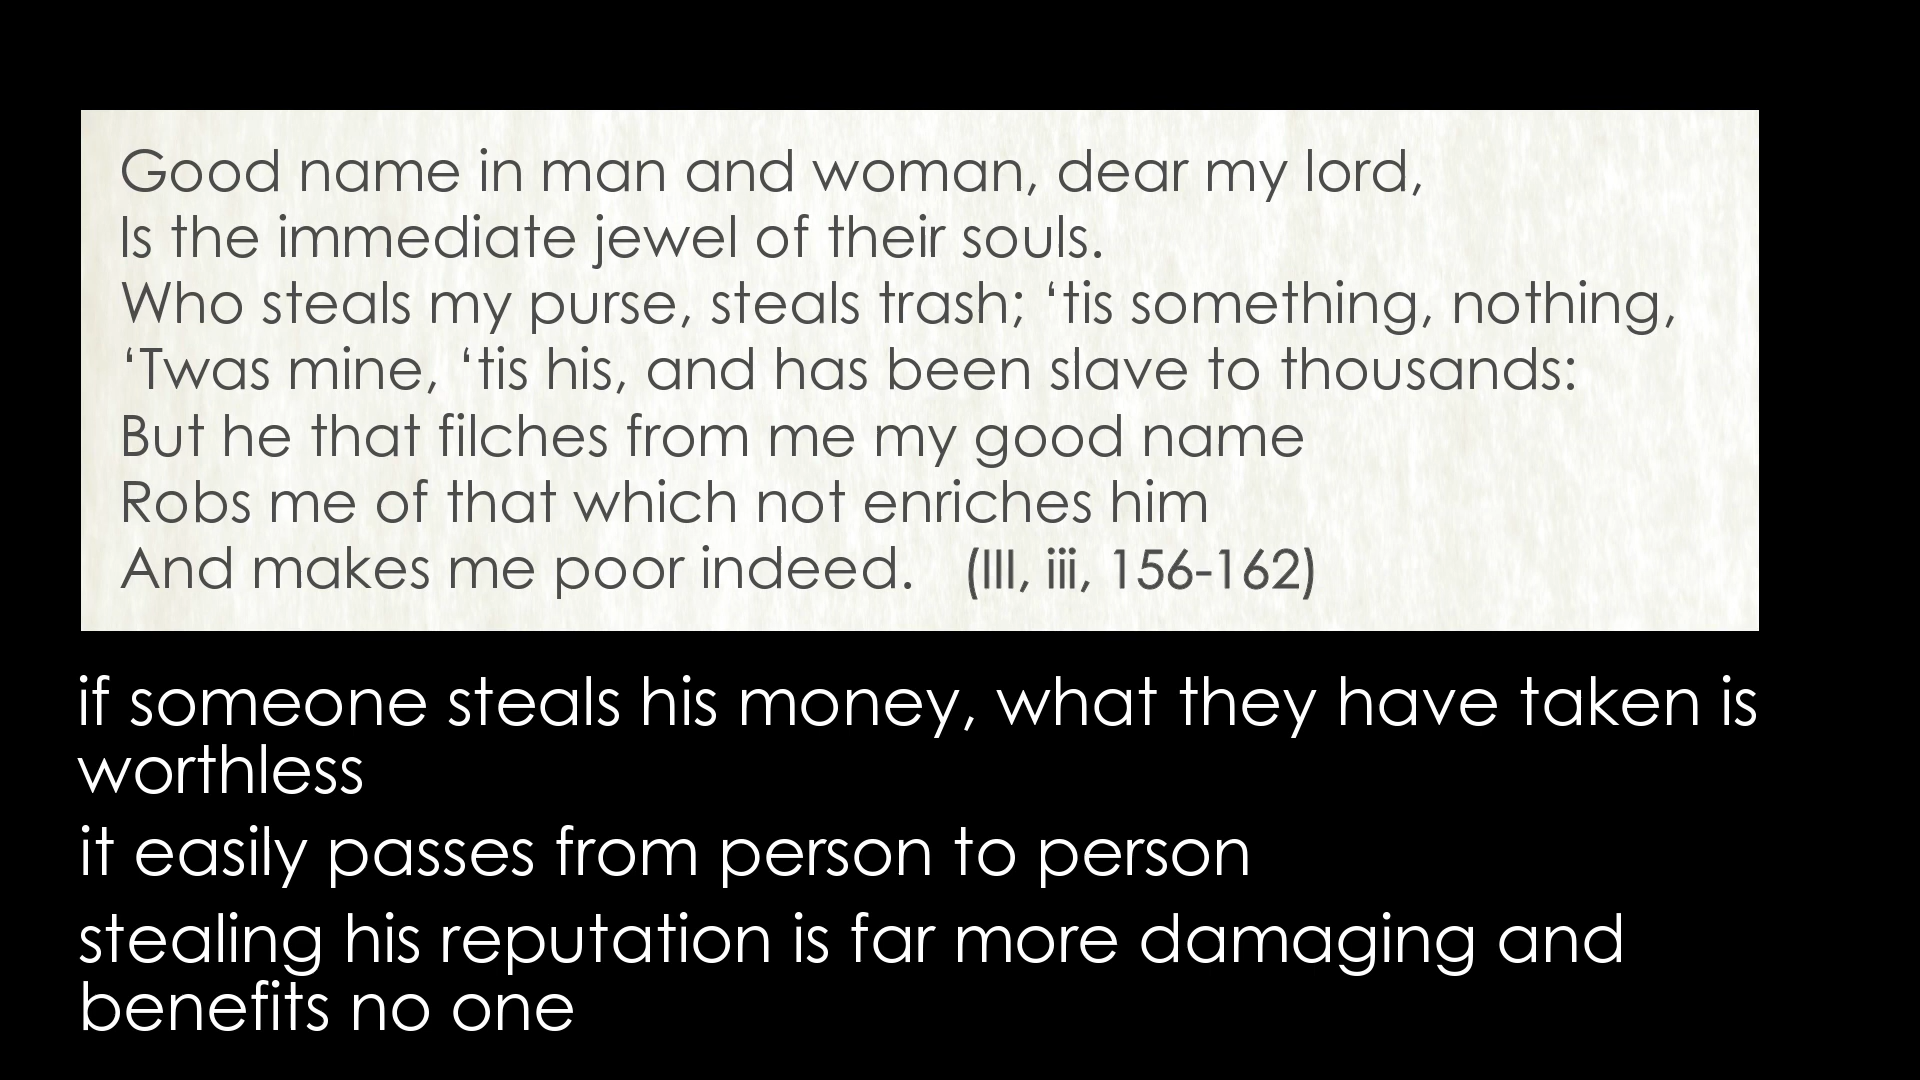 Good name in man and woman, dear my lord,
Is the immediate jewel of their souls.
Who steals my purse, steals trash; ‘tis something, nothing,
‘Twas mine, ‘tis his, and has been slave to thousands:
But he that filches from me my good name
Robs me of that which not enriches him
And makes me poor indeed. (III, iii, 156-162)
if someone steals his money, what they have taken is
worthless
it easily passes from person to person
stealing his reputation is far more damaging and
benefits no one